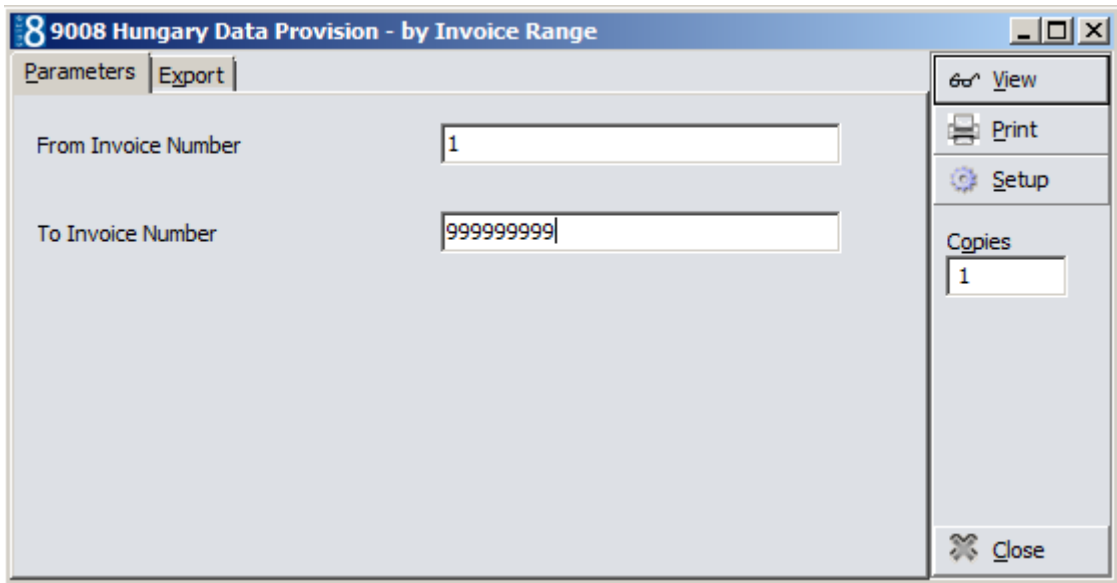 8 9008 Hungary Data Provision - by Invoice Range
Parameters Export
From Invoice Number 1
To Invoice Number 999999999
View
Print
Setup
Copies
1
Close